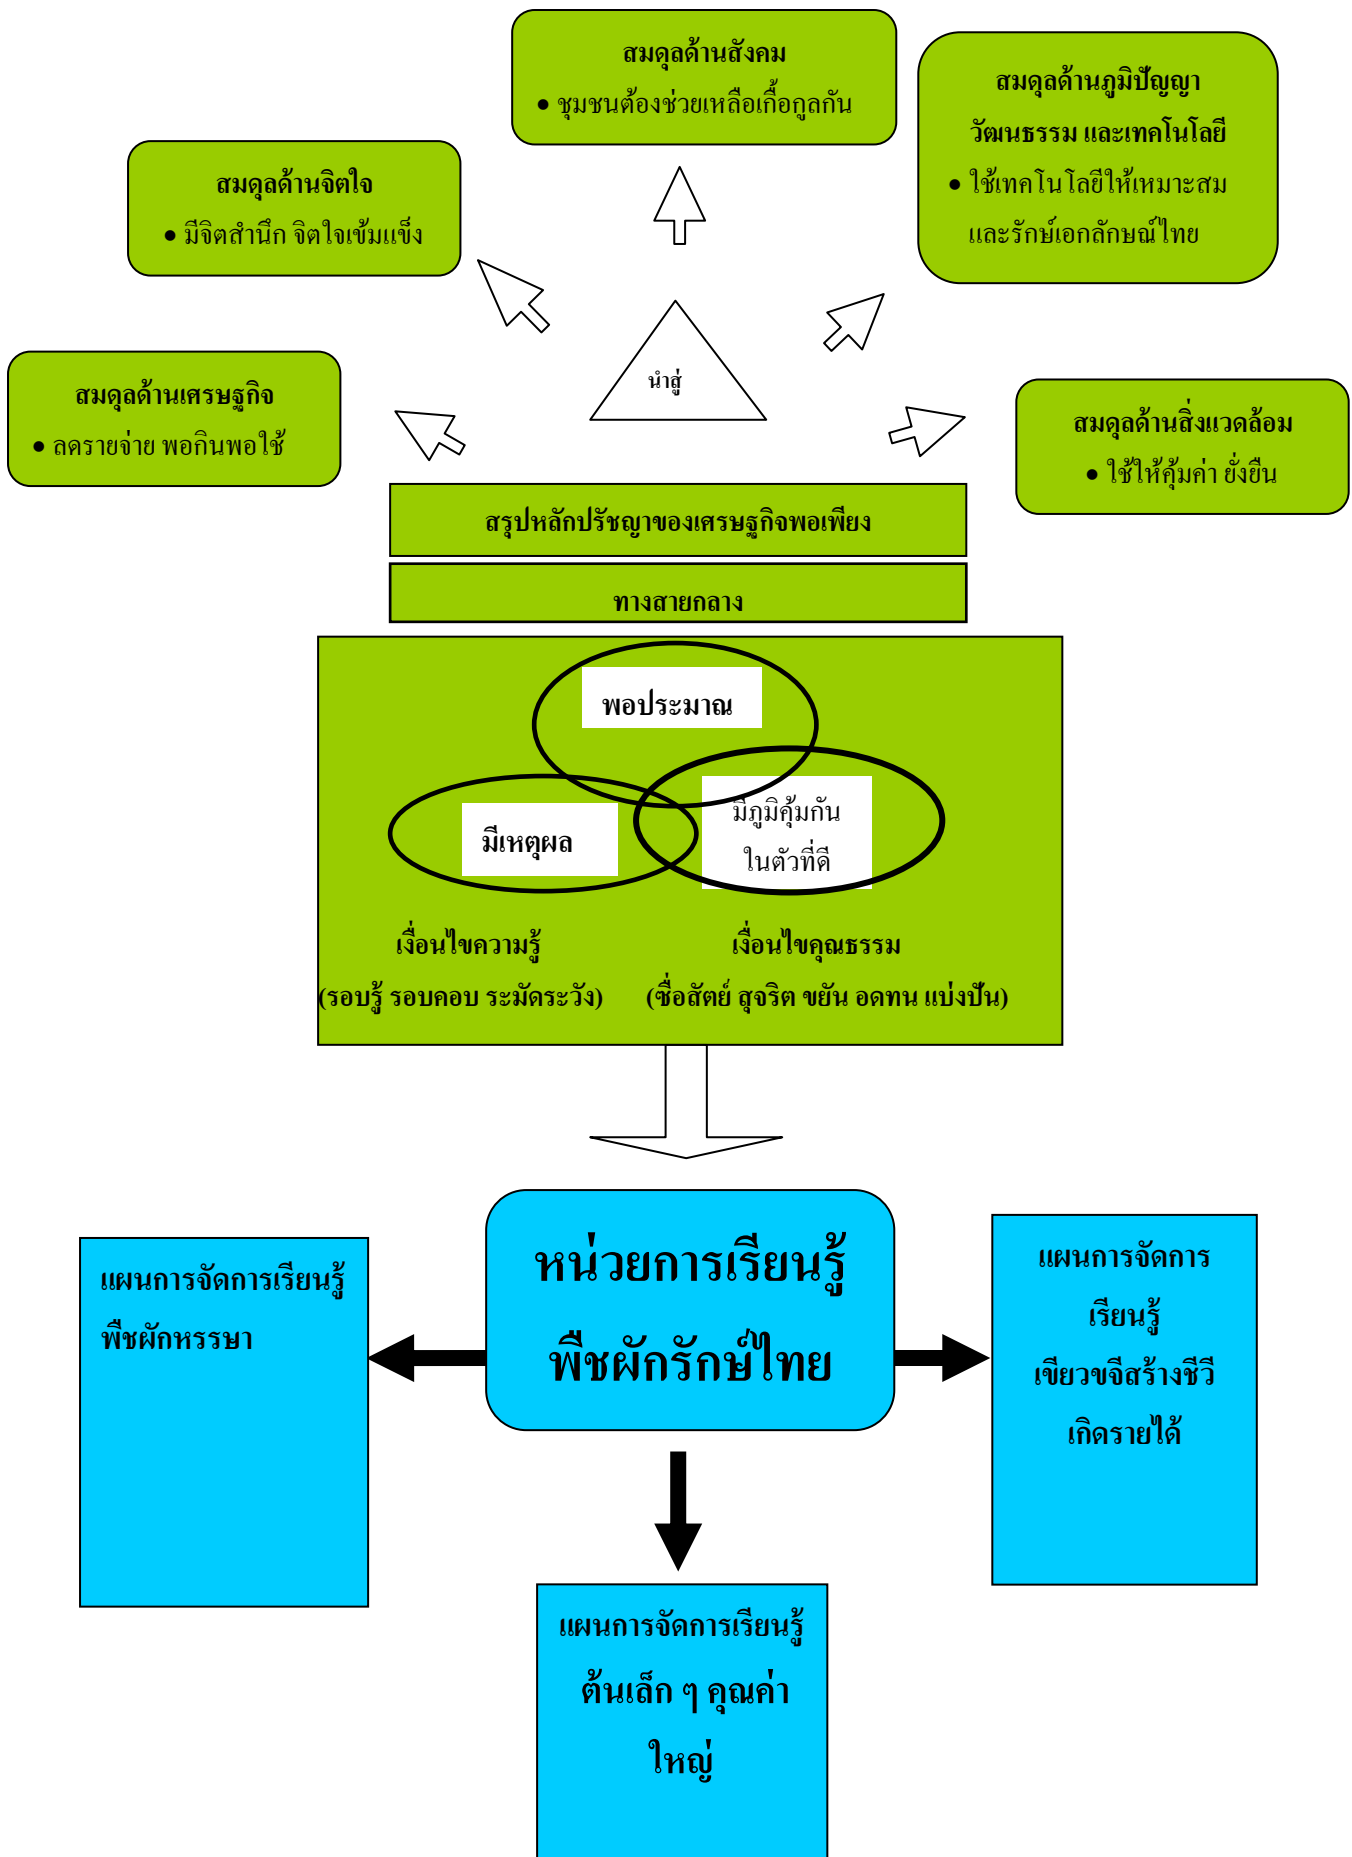 สมดุลด้านสังคม
• ชุมชนต้องช่วยเหลือเกื้อกูลกัน
สมดุลด้านภูมิปัญญา
วัฒนธรรม และเทคโนโลยี
• ใช้เทคโนโลยีให้เหมาะสม
และรักษ์เอกลักษณ์ไทย
สมดุลด้านจิตใจ
• มีจิตสำนึก จิตใจเข้มแข็ง
นำสู่
สมดุลด้านเศรษฐกิจ
• ลดรายจ่าย พอกินพอใช้
สมดุลด้านสิ่งแวดล้อม
• ใช้ให้คุ้มค่า ยั่งยืน
สรุปหลักปรัชญาของเศรษฐกิจพอเพียง
ทางสายกลาง
พอประมาณ
มีเหตุผล
มีภูมิคุ้มกัน
ในตัวที่ดี
เงื่อนไขความรู้
(รอบรู้ รอบคอบ ระมัดระวัง)
เงื่อนไขคุณธรรม
(ซื่อสัตย์ สุจริต ขยัน อดทน แบ่งปัน)
หน่วยการเรียนรู้
พืชผักรักษ์ไทย
แผนการจัดการเรียนรู้
พืชผักหรรษา
แผนการจัดการ
เรียนรู้
เขียวขจีสร้างชีวี
เกิดรายได้
แผนการจัดการเรียนรู้
ต้นเล็ก ๆ คุณค่า
ใหญ่